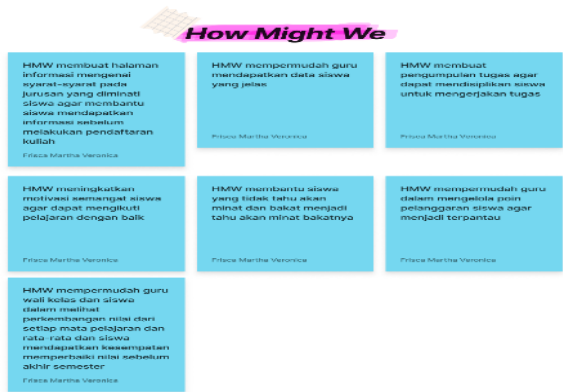 How Might We
HMW membuat halaman
informasi mengenai
syarat-syarat pada
jurusan yang diminati
siswa agar membantu
siswa mendapatkan
informasi sebelum
melakukan pendaftaran
kuliah
Frisca Martha Veronica
HMW mempermudah guru
mendapatkan data siswa
yang jelas
Frisca Martha Veronica
HMW membuat
pengumpulan tugas agar
dapat mendisiplikan siswa
untuk mengerjakan tugas
Frisca Martha Veronica
HMW meningkatkan
motivasi semangat siswa
agar dapat mengikuti
pelajaran dengan baik
Frisca Martha Veronica
HMW membantu siswa
yang tidak tahu akan
minat dan bakat menjadi
tahu akan minat bakatnya
Frisca Martha Veronica
HMW mempermudah guru
dalam mengelola poin
pelanggaran siswa agar
menjadi terpantau
Frisca Martha Veronica
HMW mempermudah guru
wali kelas dan siswa
dalam melihat
perkembangan nilai dari
setiap mata pelajaran dan
rata-rata dan siswa
mendapatkan kesempatan
memperbaiki nilai sebelum
akhir semester
Frisca Martha Veronica